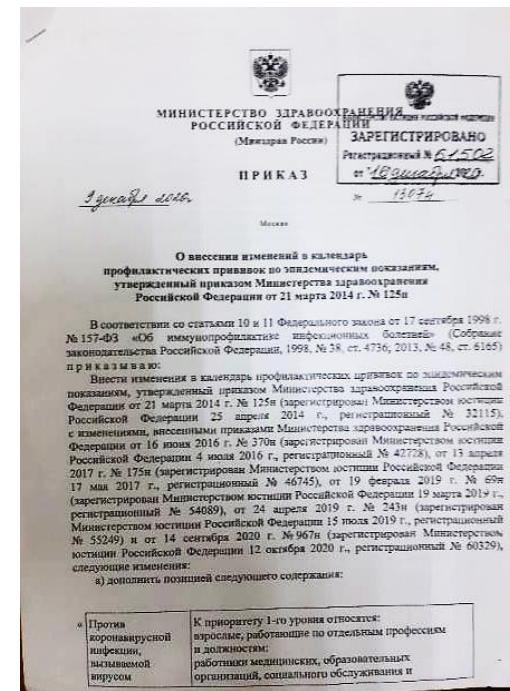 МИНИСТЕРСТВО ЗДРАВООХРАНЕНИЯ
РОССИЙСКОЙ ФЕДЕРАЦИИ
(Минздрав России)
ЗАРЕГИСТРИРОВАНО
Регистрационный № 61502
от "16 декабря 2020
ПРИКАЗ
9 декабря 2020г.
№ 1307н
Москва
О внесении изменений в календарь
профилактических прививок по эпидемическим показаниям,
утвержденный приказом Министерства здравоохранения
Российской Федерации от 21 марта 2014 г. № 125н
В соответствии со статьями 10 и 11 Федерального закона от 17 сентября 1998 г.
№ 157-ФЗ «Об иммунопрофилактике инфекционных болезней» (Собрание
законодательства Российской Федерации, 1998, № 38, ст. 4736; 2013, № 48, ст. 6165)
приказываю:
Внести изменения в календарь профилактических прививок по эпидемическим
показаниям, утвержденный приказом Министерства здравоохранения Российской
Федерации от 21 марта 2014 г. № 125н (зарегистрирован Министерством юстиции
Российской Федерации 25 апреля 2014 г., регистрационный № 32115),
с изменениями, внесенными приказами Министерства здравоохранения Российской
Федерации от 16 июня 2016 г. № 370н (зарегистрирован Министерством юстиции
Российской Федерации 4 июля 2016 г., регистрационный № 42728), от 13 апреля
2017 г. № 175н (зарегистрирован Министерством юстиции Российской Федерации
17 мая 2017 г., регистрационный № 46745), от 19 февраля 2019 г. № 69н
(зарегистрирован Министерством юстиции Российской Федерации 19 марта 2019 г.,
регистрационный № 54089), от 24 апреля 2019 г. № 243н (зарегистрирован
Министерством юстиции Российской Федерации 15 июля 2019 г., регистрационный
№ 55249) и от 14 сентября 2020 г. № 967н (зарегистрирован Министерством
юстиции Российской Федерации 12 октября 2020 г., регистрационный № 60329),
следующие изменения:
а) дополнить позицией следующего содержания:
« Против
коронавирусной
инфекции,
вызываемой
вирусом
К приоритету 1-го уровня относятся:
взрослые, работающие по отдельным профессиям
и должностям:
работники медицинских, образовательных
организаций, социального обслуживания и